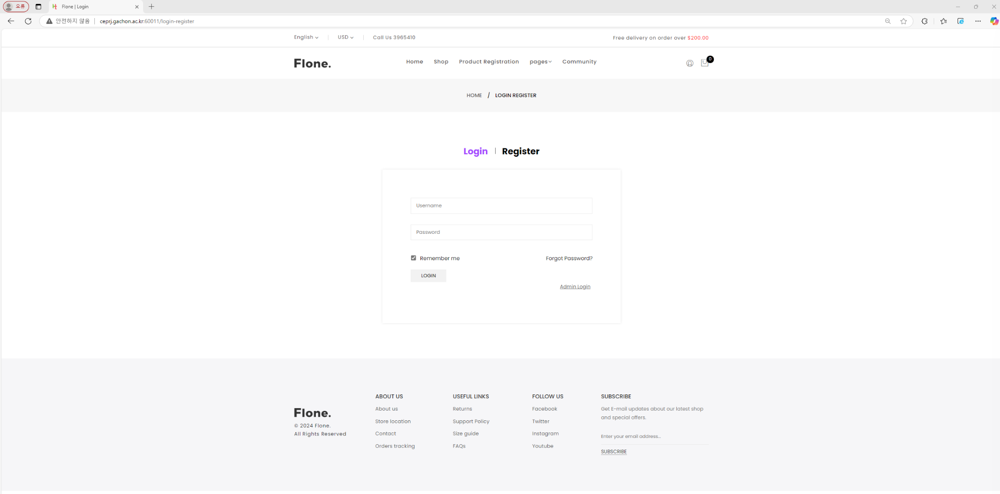 오류
Flone | Login
안전하지 않음
ceprj.gachon.ac.kr:60011/login-register
English
USD
Call Us 3965410
Free delivery on order over $200.00
Flone.
Home
Shop
Product Registration
pages
Community
0
HOME / LOGIN REGISTER
Login | Register
Username
Password
Remember me
Forgot Password?
LOGIN
Admin Login
Flone.
© 2024 Flone.
All Rights Reserved
ABOUT US
About us
Store location
Contact
Orders tracking
USEFUL LINKS
Returns
Support Policy
Size guide
FAQs
FOLLOW US
Facebook
Twitter
Instagram
Youtube
SUBSCRIBE
Get E-mail updates about our latest shop
and special offers.
Enter your email address...
SUBSCRIBE